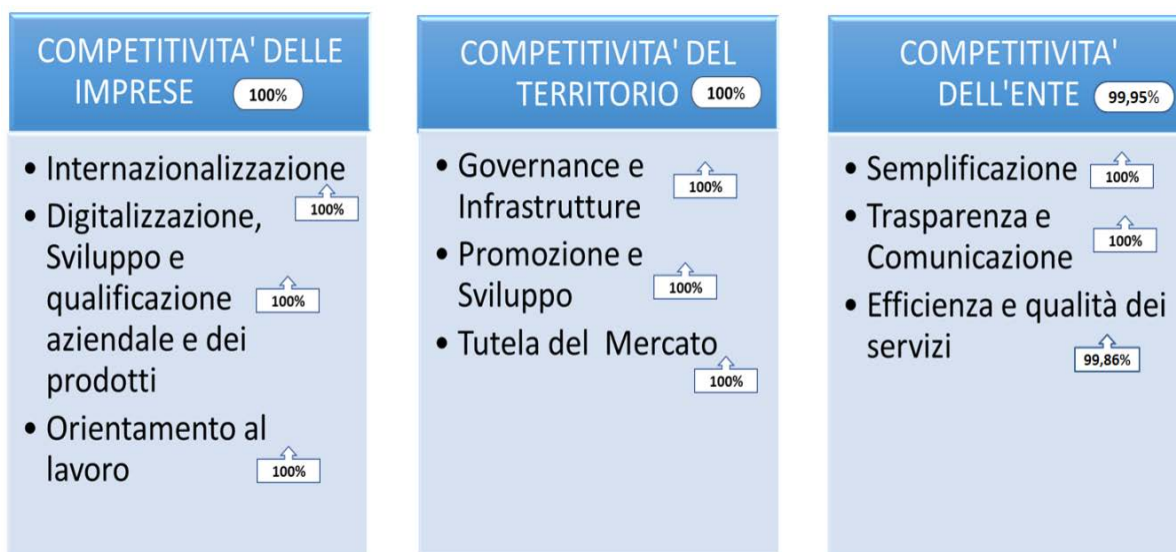 COMPETITIVITA' DELLE
IMPRESE 100%
• Internazionalizzazione
100%
• Digitalizzazione,
Sviluppo e
qualificazione 100%
aziendale e dei
prodotti
• Orientamento al
lavoro 100%
COMPETITIVITA' DEL
TERRITORIO 100%
• Governance e 100%
Infrastrutture
• Promozione e
Sviluppo 100%
• Tutela del Mercato
100%
COMPETITIVITA'
DELL'ENTE 99,95%
• Semplificazione 100%
• Trasparenza e 100%
Comunicazione
• Efficienza e qualità dei
servizi 99,86%